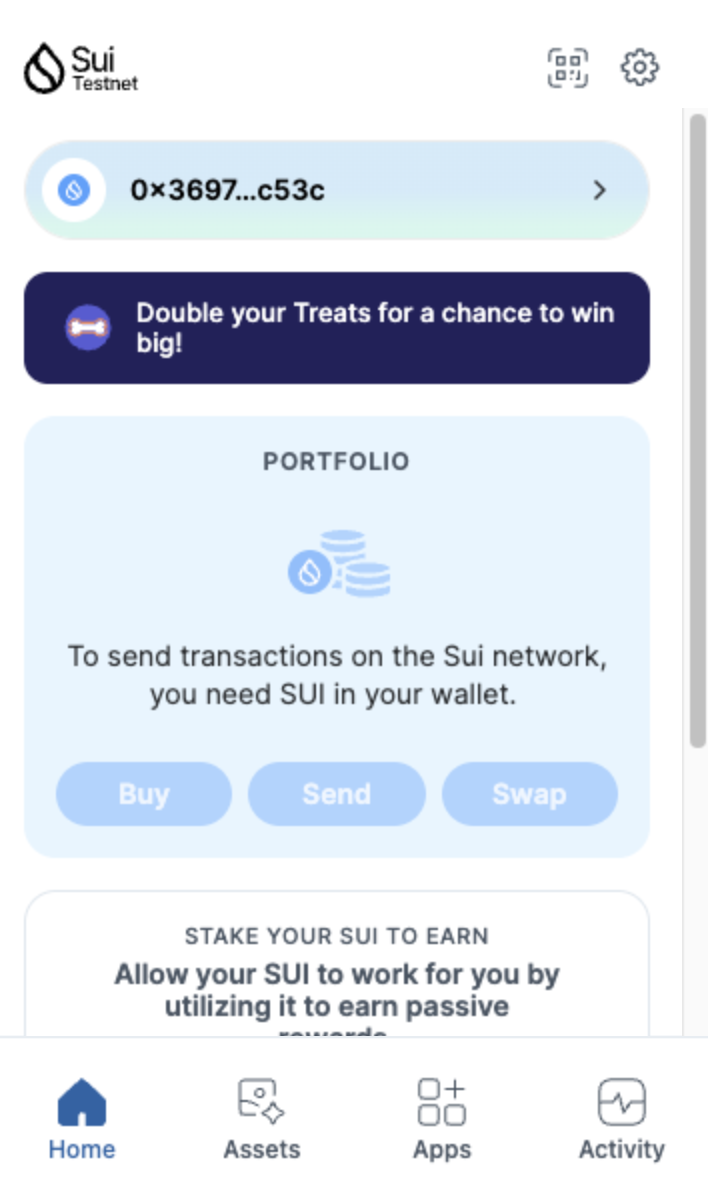 Sui
Testnet
0×3697...c53c
Double your Treats for a chance to win
big!
PORTFOLIO
To send transactions on the Sui network,
you need SUI in your wallet.
Buy
Send
Swap
STAKE YOUR SUI TO EARN
Allow your SUI to work for you by
utilizing it to earn passive
rewards.
Home
Assets
Apps
Activity